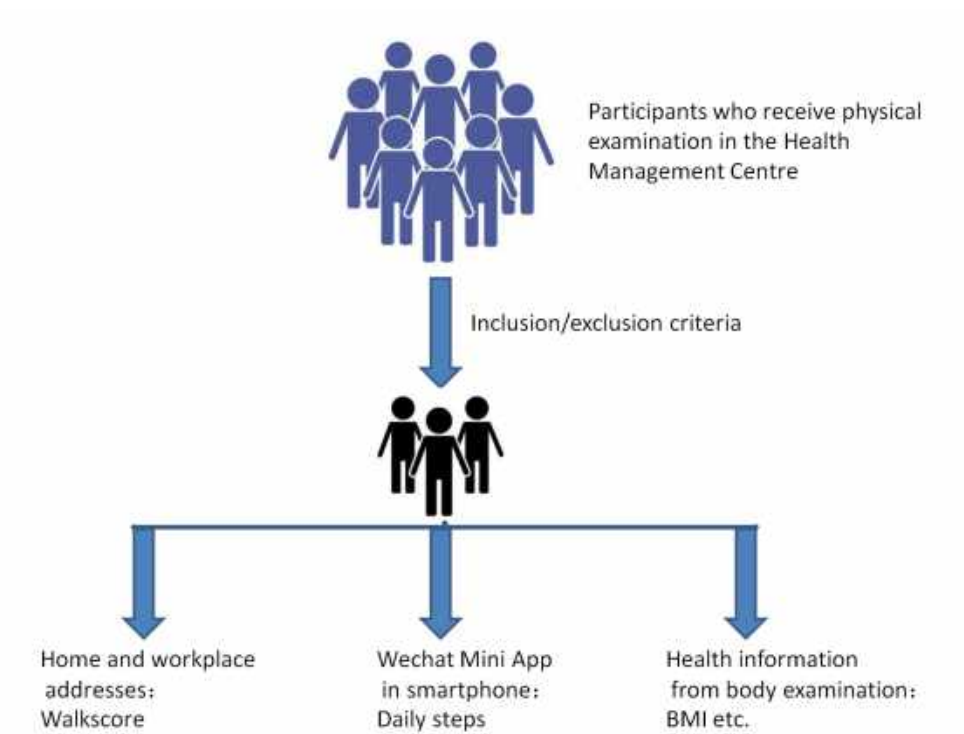 Participants who receive physical
examination in the Health
Management Centre
Inclusion/exclusion criteria
Home and workplace
addresses：
Walkscore
Wechat Mini App
in smartphone：
Daily steps
Health information
from body examination：
BMI etc.